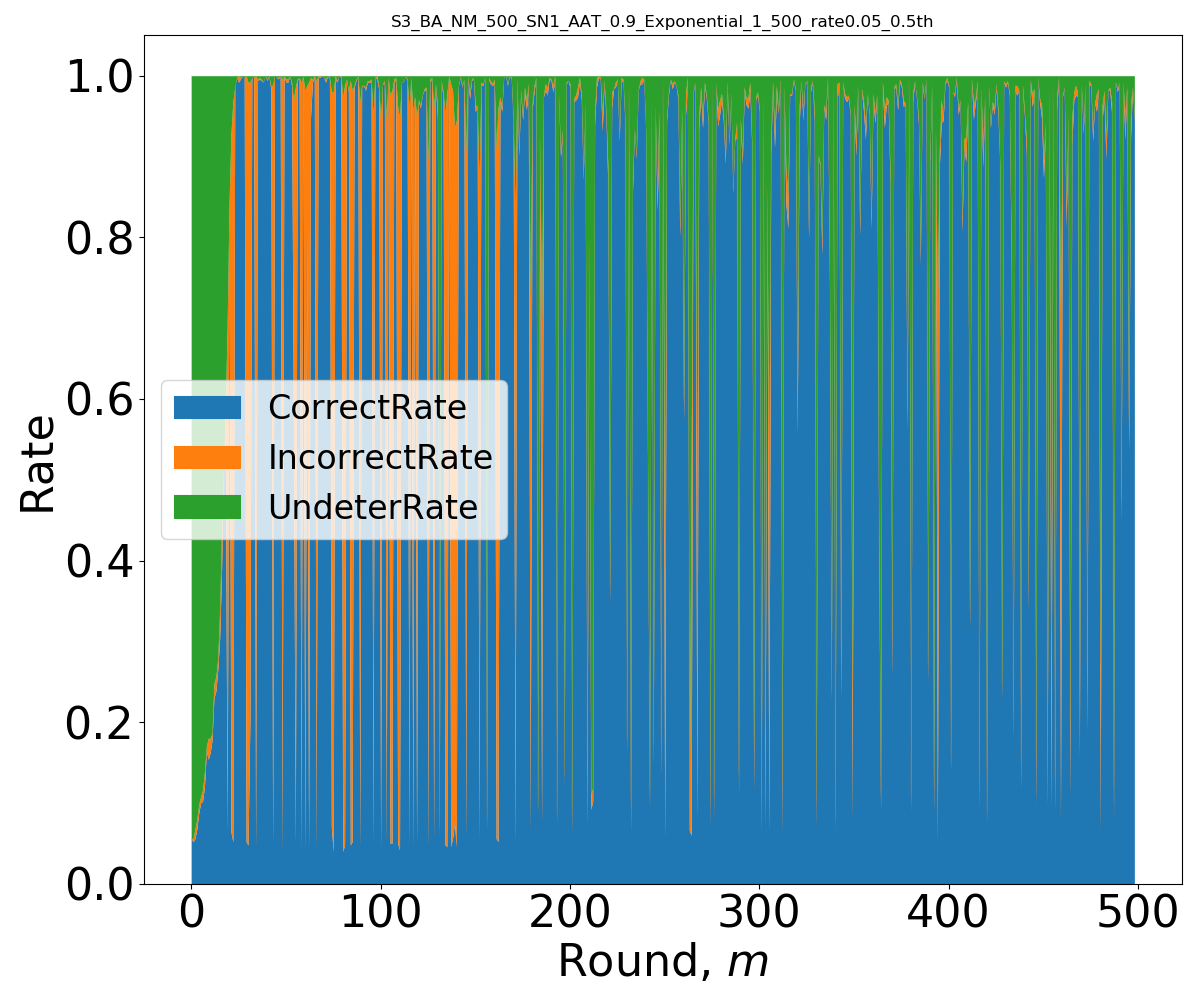 S3_BA_NM_500_SN1_AAT_0.9_Exponential_1_500_rate0.05_0.5th
1.0
0.8
0.6
0.4
0.2
0.0
Rate
CorrectRate
IncorrectRate
UndeterRate
0 100 200 300 400 500
Round, m